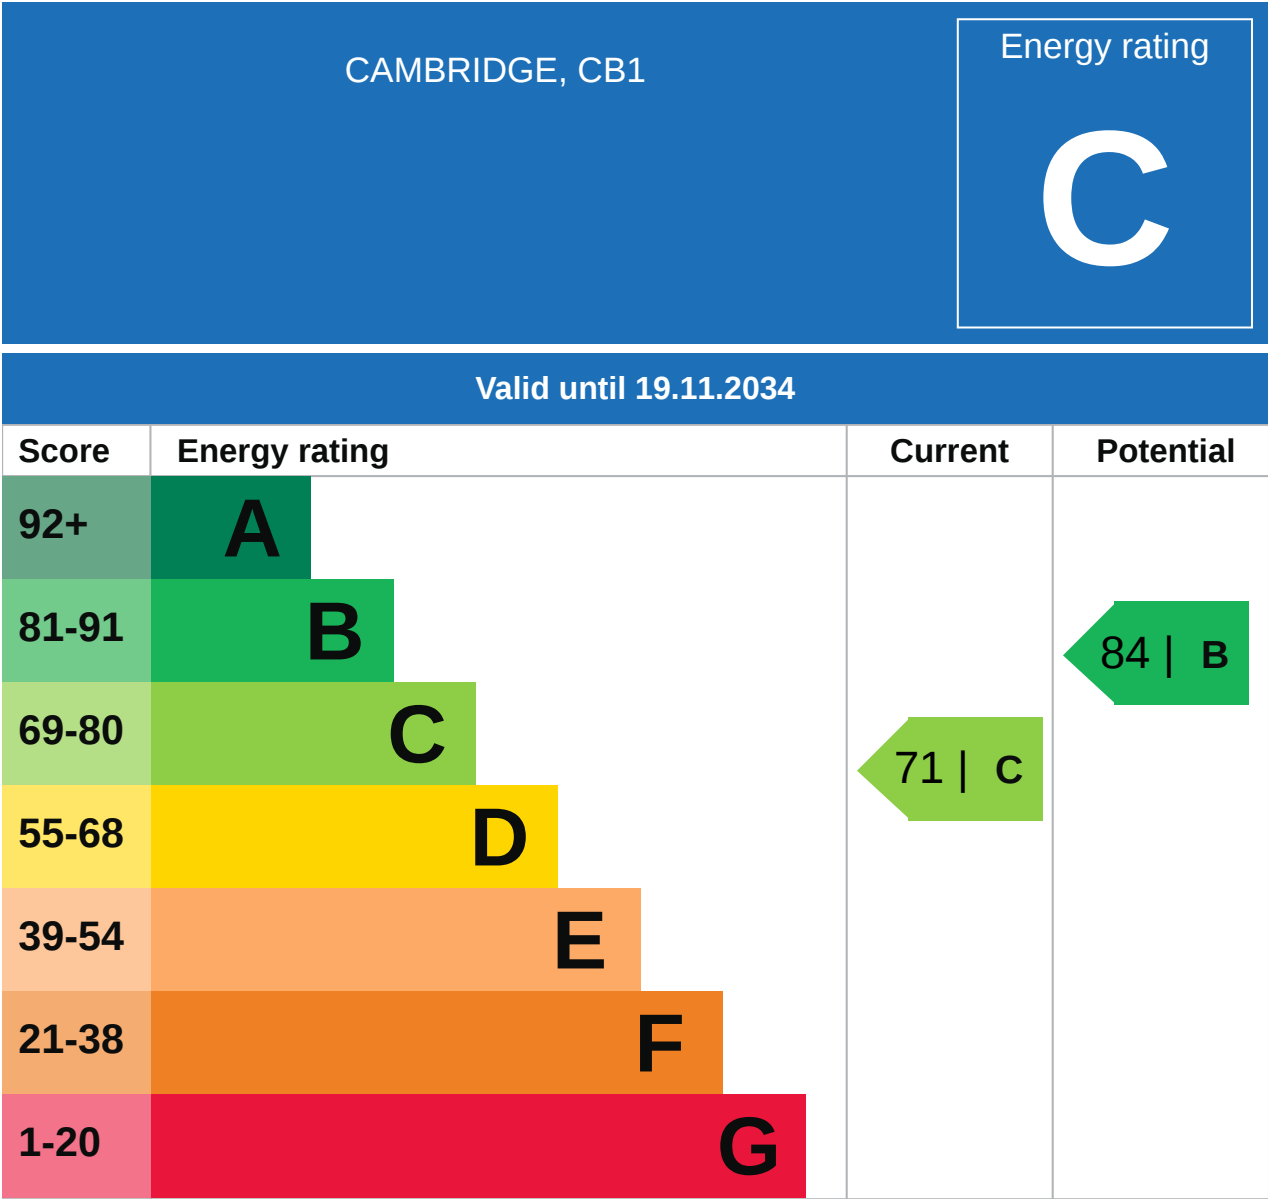 CAMBRIDGE, CB1
Energy rating
C
Valid until 19.11.2034
Score Energy rating Current Potential
92+ A
81-91 B
84 | B
69-80 C
71 | C
55-68 D
39-54 E
21-38 F
1-20 G